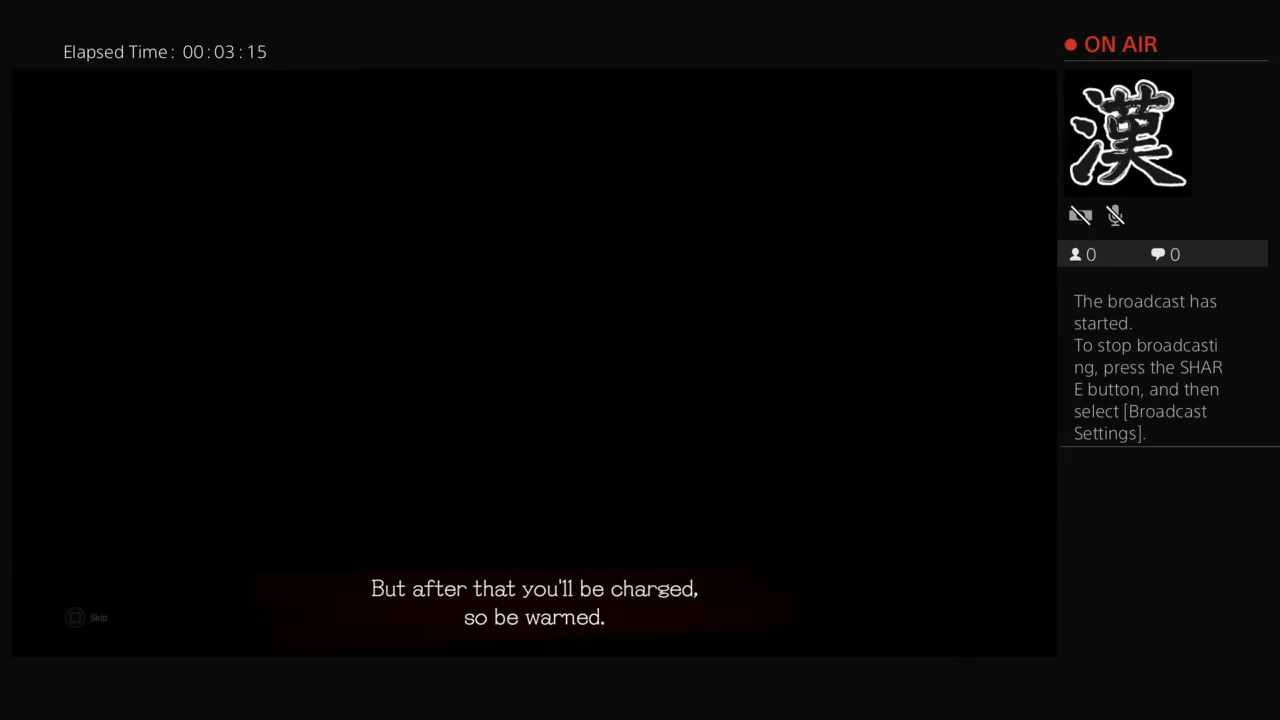 Elapsed Time: 00:03:15
ON AIR
漢
0 0
The broadcast has
started.
To stop broadcasti
ng, press the SHAR
E button, and then
select [Broadcast
Settings].
But after that you'll be charged,
so be warned.
Skip